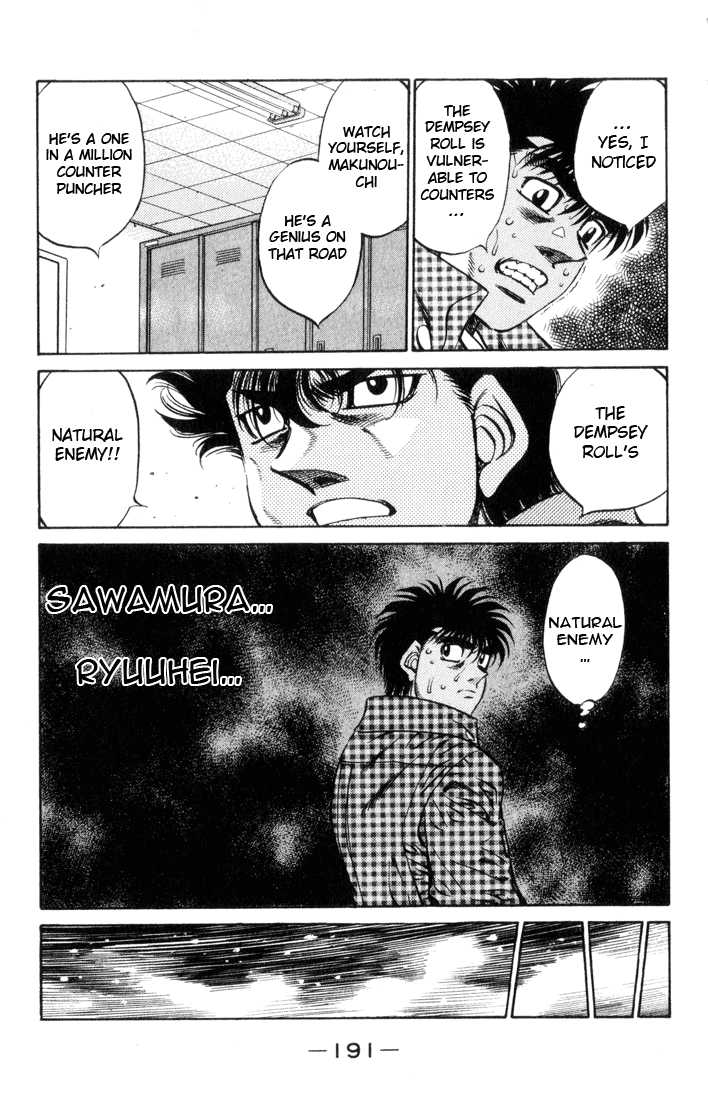 ...
YES, I
NOTICED
THE
DEMPSEY
ROLL IS
VULNER-
ABLE TO
COUNTERS
...
WATCH
YOURSELF,
MAKUNOU-
CHI
HE'S A
GENIUS ON
THAT ROAD
HE'S A ONE
IN A MILLION
COUNTER
PUNCHER
THE
DEMPSEY
ROLL'S
NATURAL
ENEMY!!
NATURAL
ENEMY
...
SAWAMURA...
RYUUHEI...
—191—